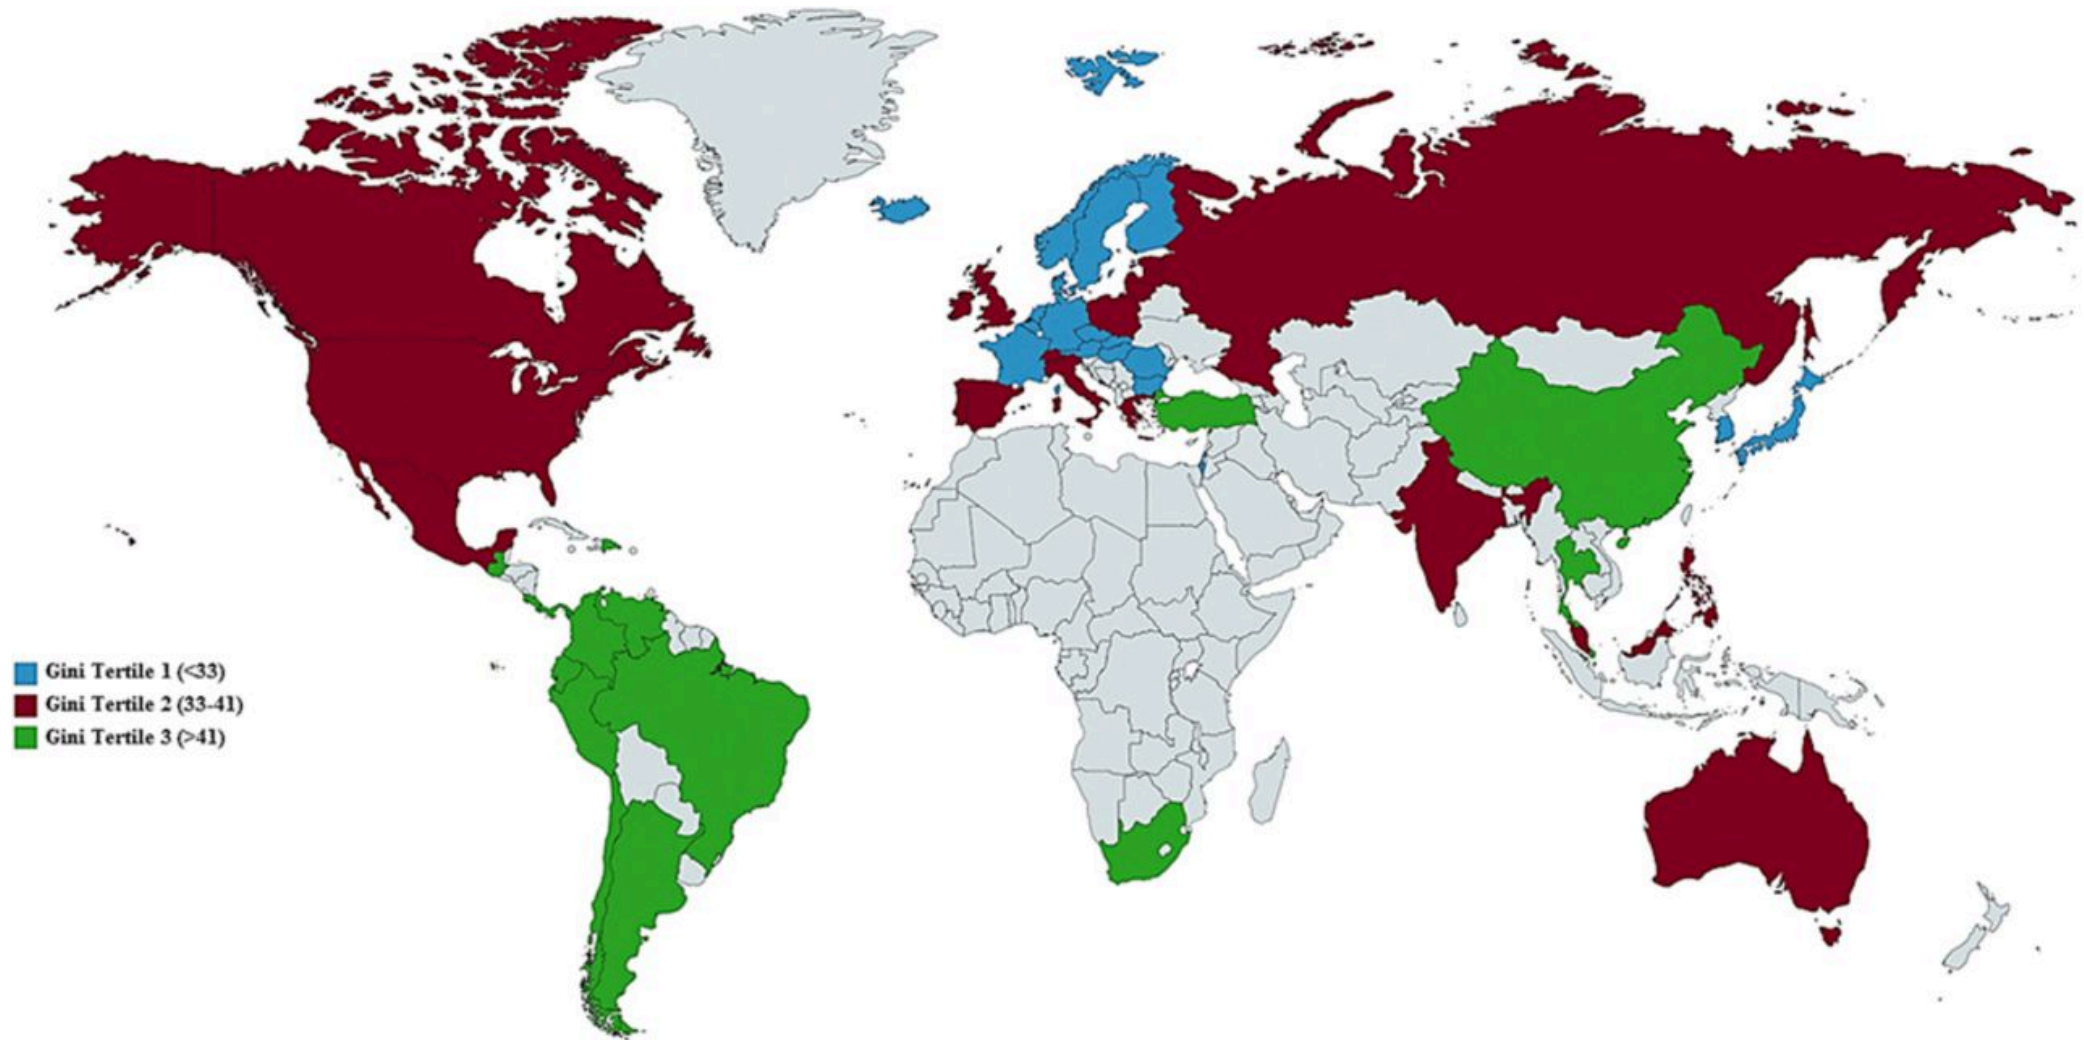 Gini Tertile 1 (<33)
Gini Tertile 2 (33-41)
Gini Tertile 3 (>41)